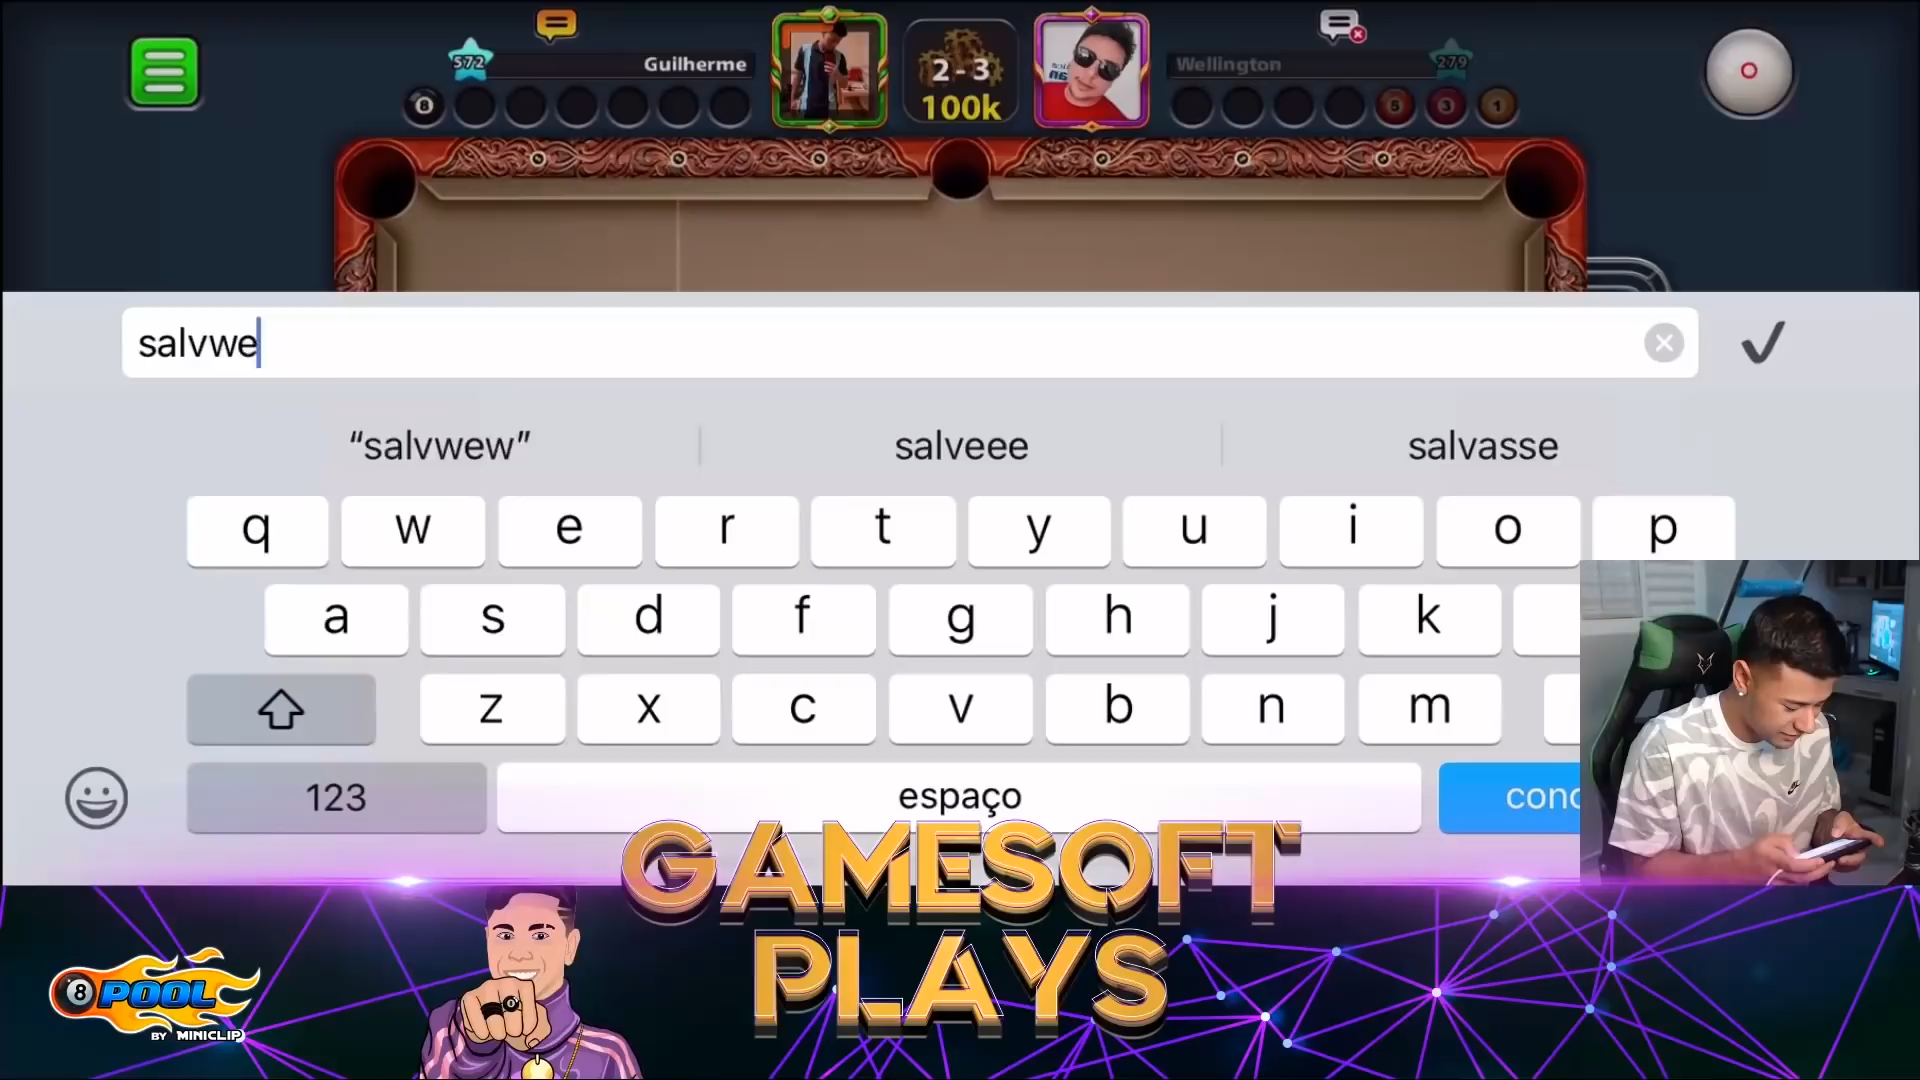 572
Guilherme
2-3
100k
Wellington
279
8
5
3
1
salvwe
“salvwew”
salveee
salvasse
q w e r t y u i o p
a s d f g h j k
z x c v b n m
123
espaço
conc
GAMESOFT
PLAYS
8 POOL
BY MINICLIP